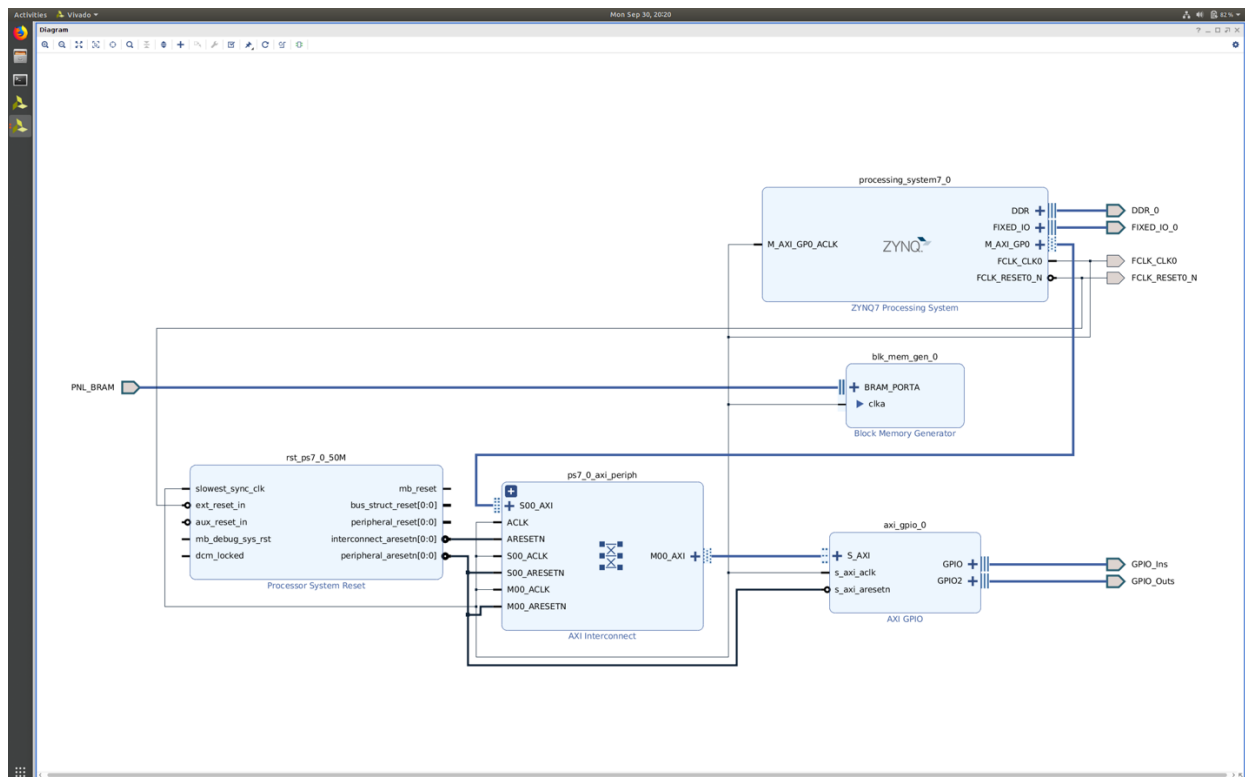 Activities Vivado Mon Sep 30, 20:20 82 %
Diagram
processing_system7_0
M_AXI_GP0_ACLK
ZYNQ
DDR
FIXED_IO
M_AXI_GP0
FCLK_CLK0
FCLK_RESET0_N
DDR_0
FIXED_IO_0
FCLK_CLK0
FCLK_RESET0_N
ZYNQ7 Processing System
blk_mem_gen_0
PNL_BRAM
BRAM_PORTA
clka
Block Memory Generator
rst_ps7_0_50M
slowest_sync_clk
ext_reset_in
aux_reset_in
mb_debug_sys_rst
dcm_locked
mb_reset
bus_struct_reset[0:0]
peripheral_reset[0:0]
interconnect_aresetn[0:0]
peripheral_aresetn[0:0]
Processor System Reset
ps7_0_axi_periph
S00_AXI
ACLK
ARESETN
S00_ACLK
S00_ARESETN
M00_ACLK
M00_ARESETN
M00_AXI
AXI Interconnect
axi_gpio_0
S_AXI
s_axi_aclk
s_axi_aresetn
GPIO
GPIO2
GPIO_Ins
GPIO_Outs
AXI GPIO